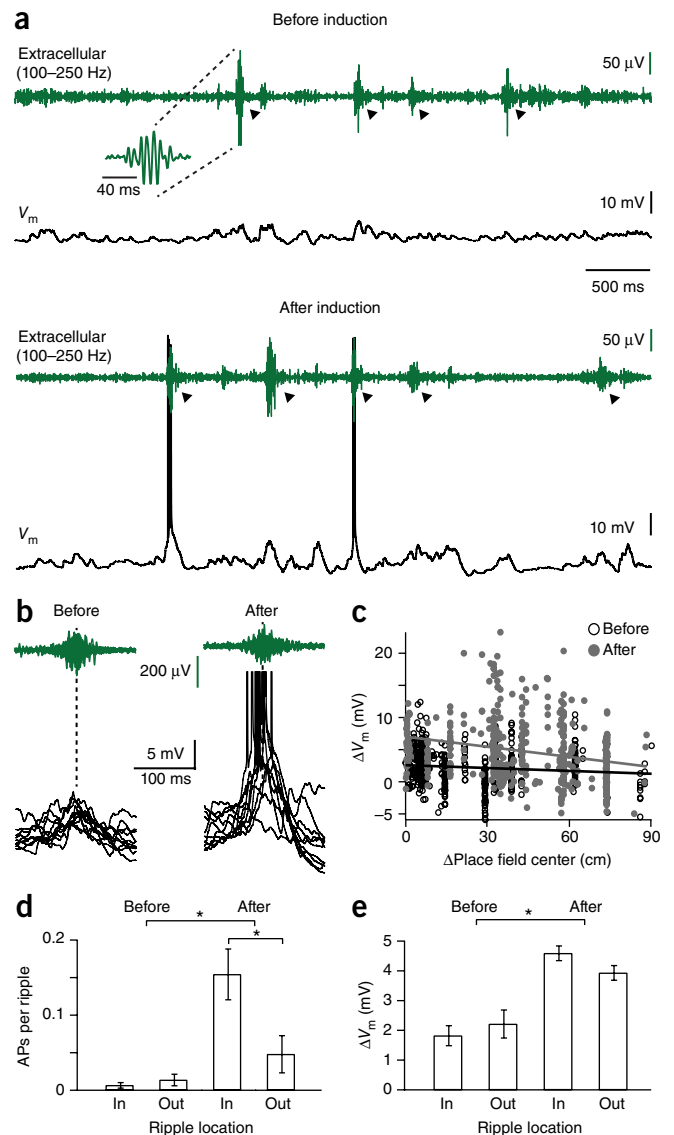 a
Before induction
Extracellular
(100–250 Hz)
50 µV
40 ms
Vm
10 mV
500 ms
After induction
Extracellular
(100–250 Hz)
50 µV
Vm
10 mV
b
Before
After
200 µV
5 mV
100 ms
c
Before
After
20
10
0
–5
ΔVm (mV)
0
30
60
90
ΔPlace field center (cm)
d
Before
After
*
*
0.2
0
APs per ripple
In
Out
In
Out
Ripple location
e
Before
After
*
5
4
3
2
1
0
ΔVm (mV)
In
Out
In
Out
Ripple location